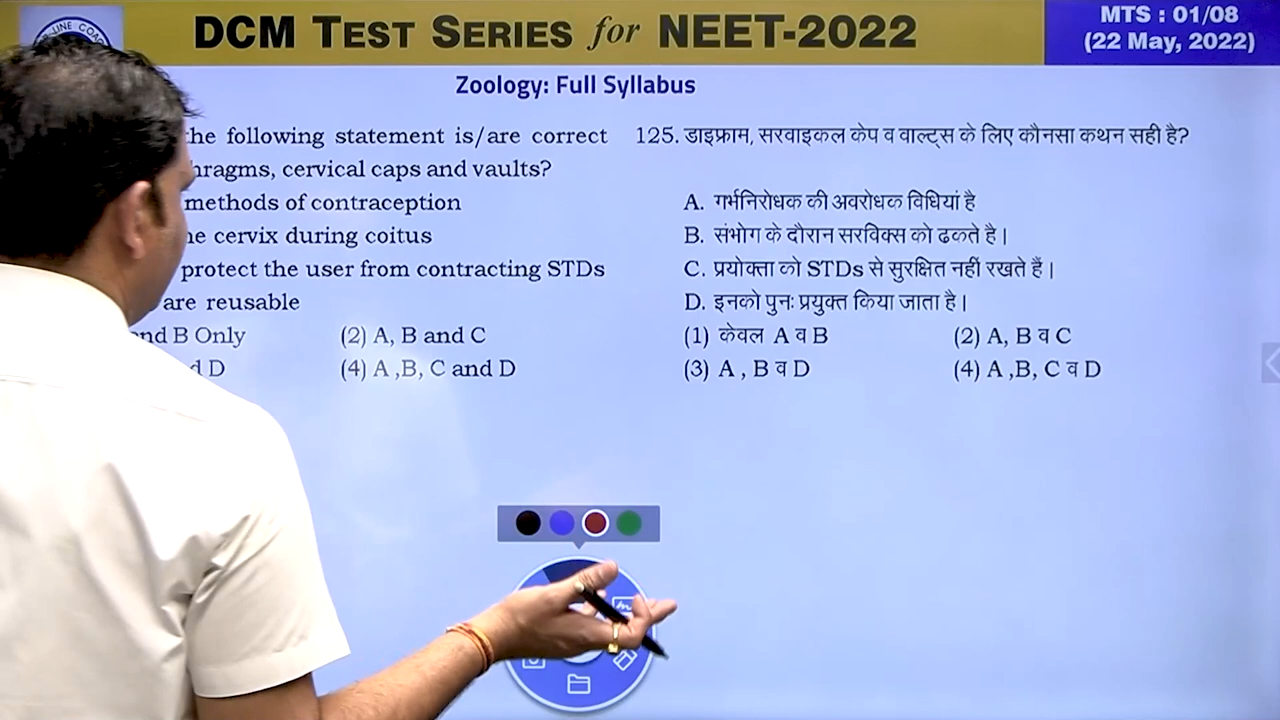 DCM TEST SERIES for NEET-2022
MTS : 01/08
(22 May, 2022)
LINE COA
Zoology: Full Syllabus
the following statement is/are correct
hragms, cervical caps and vaults?
methods of contraception
he cervix during coitus
protect the user from contracting STDs
are reusable
nd B Only (2) A, B and C
d D (4) A ,B, C and D
125. डाइफ्राम, सरवाइकल केप व वाल्ट्स के लिए कौनसा कथन सही है?
A. गर्भनिरोधक की अवरोधक विधियां है
B. संभोग के दौरान सरविक्स को ढकते है।
C. प्रयोक्ता को STDs से सुरक्षित नहीं रखते हैं।
D. इनको पुनः प्रयुक्त किया जाता है।
(1) केवल A व B (2) A, B व C
(3) A , B व D (4) A ,B, C व D